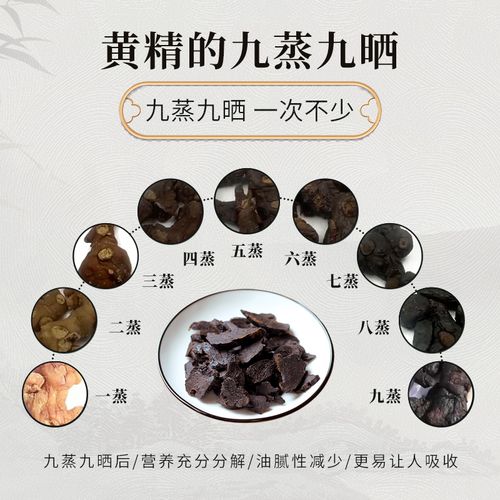 黄精的九蒸九晒
九蒸九晒 一次不少
一蒸
二蒸
三蒸
四蒸
五蒸
六蒸
七蒸
八蒸
九蒸
九蒸九晒后/营养充分分解/油腻性减少/更易让人吸收